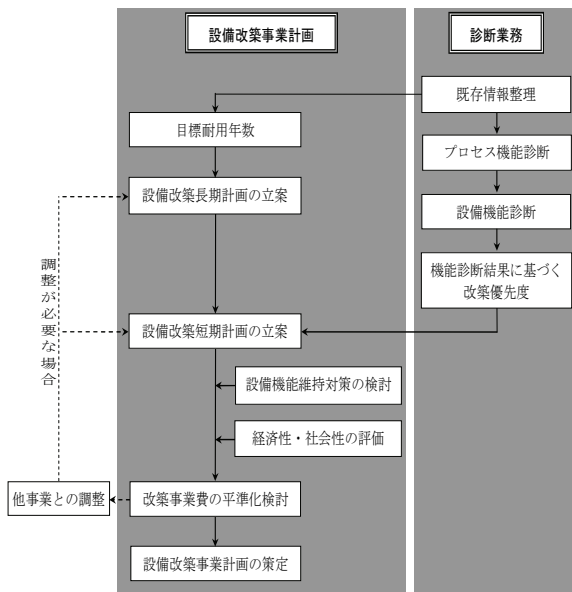 設備改築事業計画
診断業務
既存情報整理
目標耐用年数
プロセス機能診断
設備改築長期計画の立案
設備機能診断
機能診断結果に基づく
改築優先度
調整が必要な場合
設備改築短期計画の立案
設備機能維持対策の検討
経済性・社会性の評価
他事業との調整
改築事業費の平準化検討
設備改築事業計画の策定